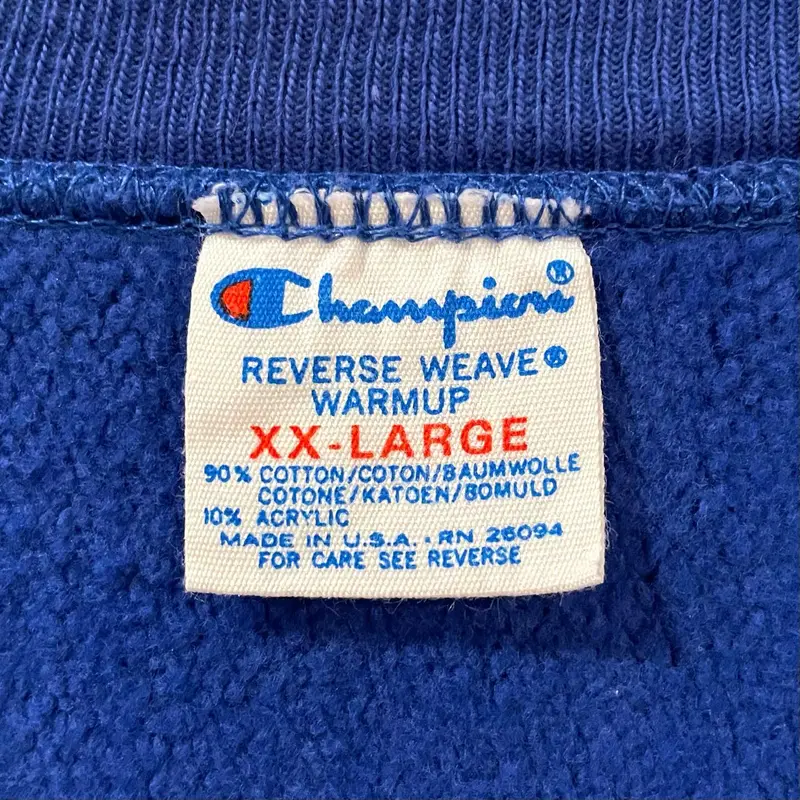 Champion®
REVERSE WEAVE®
WARMUP
XX-LARGE
90% COTTON/COTON/BAUMWOLLE
COTONE/KATOEN/BOMULD
10% ACRYLIC
MADE IN U.S.A. · RN 26094
FOR CARE SEE REVERSE